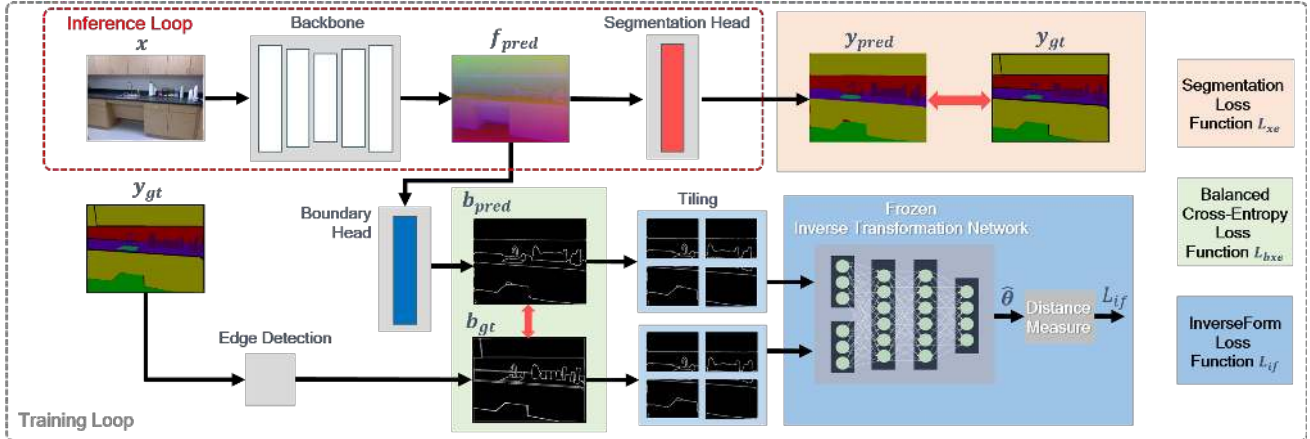 Inference Loop
x
Backbone
f_pred
Segmentation Head
y_pred
y_gt
Segmentation
Loss
Function L_xe
y_gt
Boundary
Head
b_pred
b_gt
Tiling
Frozen
Inverse Transformation Network
θ̂
Distance
Measure
L_if
Balanced
Cross-Entropy
Loss
Function L_bxe
Edge Detection
InverseForm
Loss
Function L_if
Training Loop